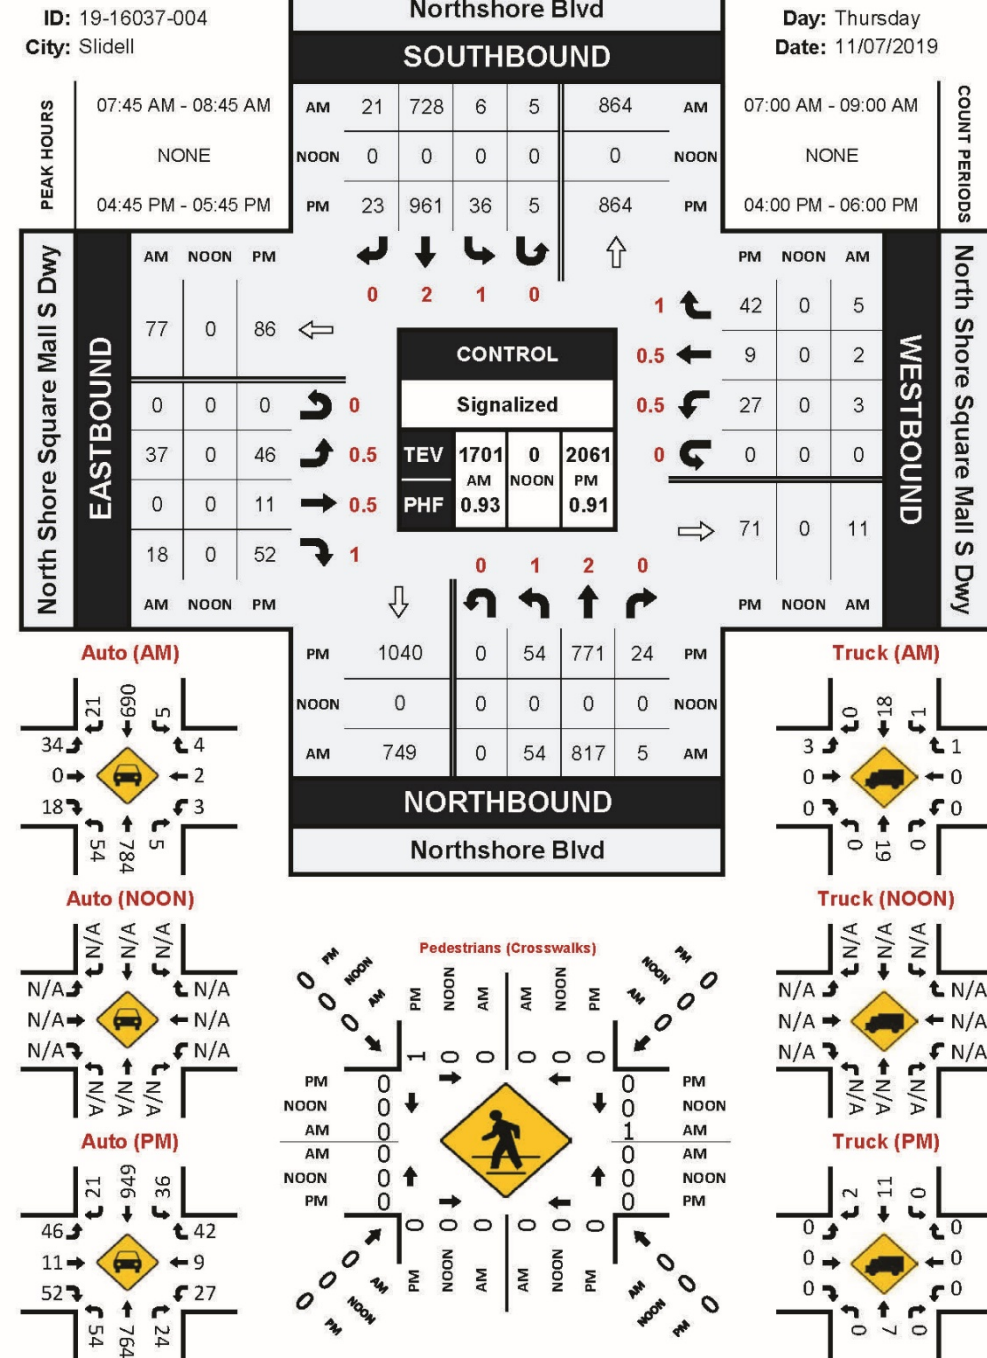 Northshore Blvd
ID: 19-16037-004
City: Slidell
Day: Thursday
Date: 11/07/2019
SOUTHBOUND
PEAK HOURS
07:45 AM - 08:45 AM
NONE
04:45 PM - 05:45 PM
AM 21 728 6 5 864 AM
NOON 0 0 0 0 0 NOON
PM 23 961 36 5 864 PM
07:00 AM - 09:00 AM
NONE
04:00 PM - 06:00 PM
COUNT PERIODS
0 2 1 0
North Shore Square Mall S Dwy
EASTBOUND
AM NOON PM
77 0 86
0 0 0 0
37 0 46 0.5
0 0 11 0.5
18 0 52 1
AM NOON PM
CONTROL
Signalized
TEV 1701 0 2061
AM NOON PM
PHF 0.93 0.91
PM NOON AM
1 42 0 5
0.5 9 0 2
0.5 27 0 3
0 0 0 0
71 0 11
PM NOON AM
WESTBOUND
North Shore Square Mall S Dwy
0 1 2 0
PM 1040 0 54 771 24 PM
NOON 0 0 0 0 0 NOON
AM 749 0 54 817 5 AM
NORTHBOUND
Northshore Blvd
Auto (AM)
21 690 5
34 4
0 2
18 3
54 784 5
Truck (AM)
0 18 1
3 1
0 0
0 0
0 19 0
Auto (NOON)
N/A N/A N/A
N/A N/A
N/A N/A
N/A N/A
N/A N/A N/A
Truck (NOON)
N/A N/A N/A
N/A N/A
N/A N/A
N/A N/A
N/A N/A N/A
Auto (PM)
21 949 36
46 42
11 9
52 27
54 764 24
Truck (PM)
2 11 0
0 0
0 0
0 0
0 7 0
Pedestrians (Crosswalks)
PM NOON AM
0 0 0
PM NOON AM AM NOON PM
1 0 0 0 0 0
NOON PM AM
0 0 0
PM 0 0 PM
NOON 0 0 NOON
AM 0 1 AM
AM 0 0 AM
NOON 0 0 NOON
PM 0 0 PM
0 0 0 0 0 0
PM NOON AM AM NOON PM
0 0 0
AM NOON PM
0 0 0
AM NOON PM